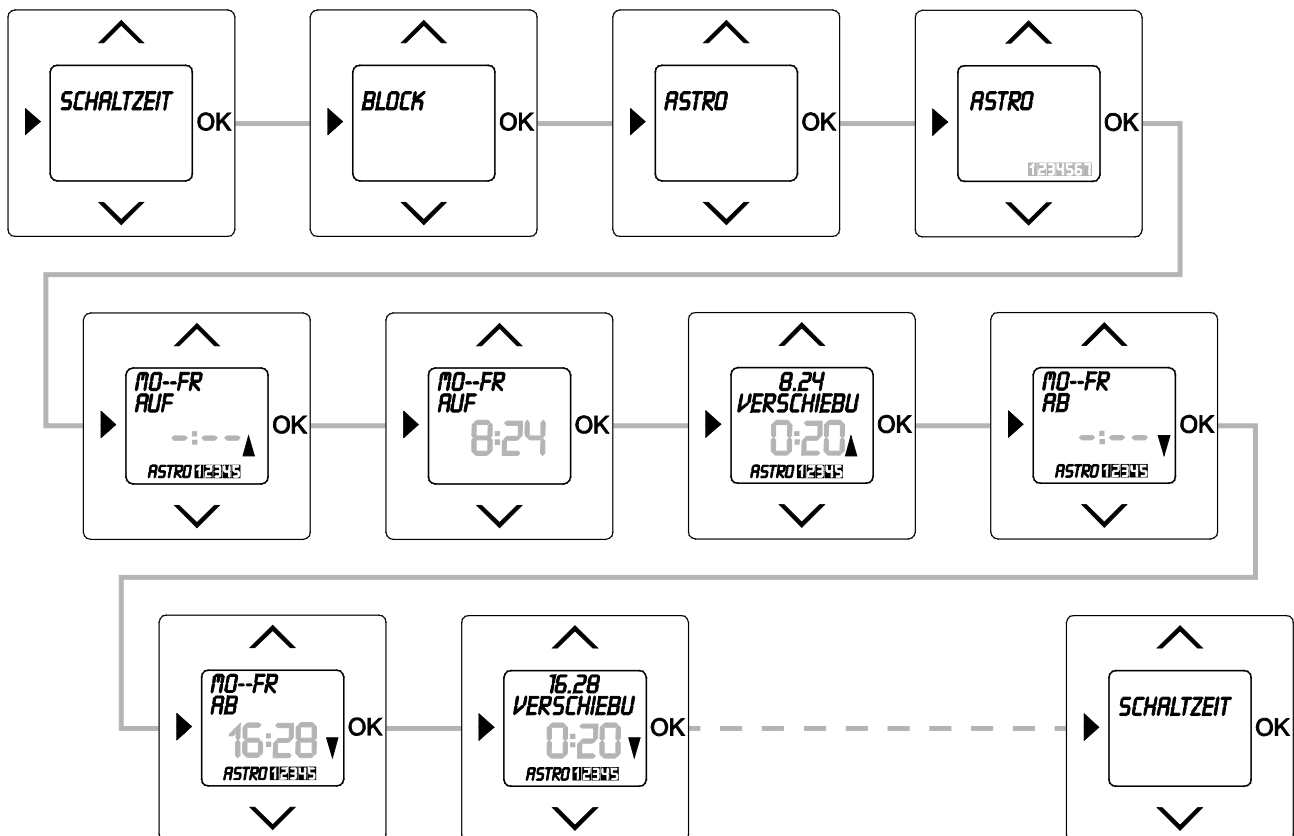 SCHALTZEIT
OK
BLOCK
OK
ASTRO
OK
ASTRO
1234567
OK
MO--FR
AUF
-:--
ASTRO 12345
OK
MO--FR
AUF
8:24
OK
8.24
VERSCHIEBU
0:20
ASTRO 12345
OK
MO--FR
AB
-:--
ASTRO 12345
OK
MO--FR
AB
16:28
ASTRO 12345
OK
16.28
VERSCHIEBU
0:20
ASTRO 12345
OK
SCHALTZEIT
OK